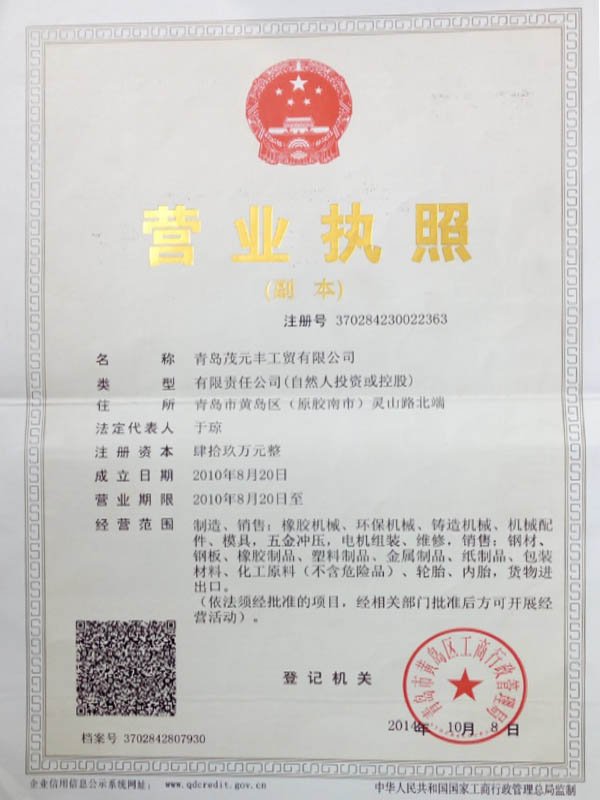 营业执照
(副本)
注册号 370284230022363
名称 青岛茂元丰工贸有限公司
类型 有限责任公司(自然人投资或控股)
住所 青岛市黄岛区（原胶南市）灵山路北端
法定代表人 于琼
注册资本 肆拾玖万元整
成立日期 2010年8月20日
营业期限 2010年8月20日至
经营范围 制造、销售：橡胶机械、环保机械、铸造机械、机械配
件、模具，五金冲压，电机组装、维修，销售：钢材、
钢板、橡胶制品、塑料制品、金属制品、纸制品、包装
材料、化工原料（不含危险品）、轮胎、内胎，货物进
出口。
（依法须经批准的项目，经相关部门批准后方可开展经
营活动）。
登记机关
青岛市黄岛区工商行政管理局
2014年 10月 8日
档案号 3702842807930
企业信用信息公示系统网址： www.qdcredit.gov.cn
中华人民共和国国家工商行政管理总局监制